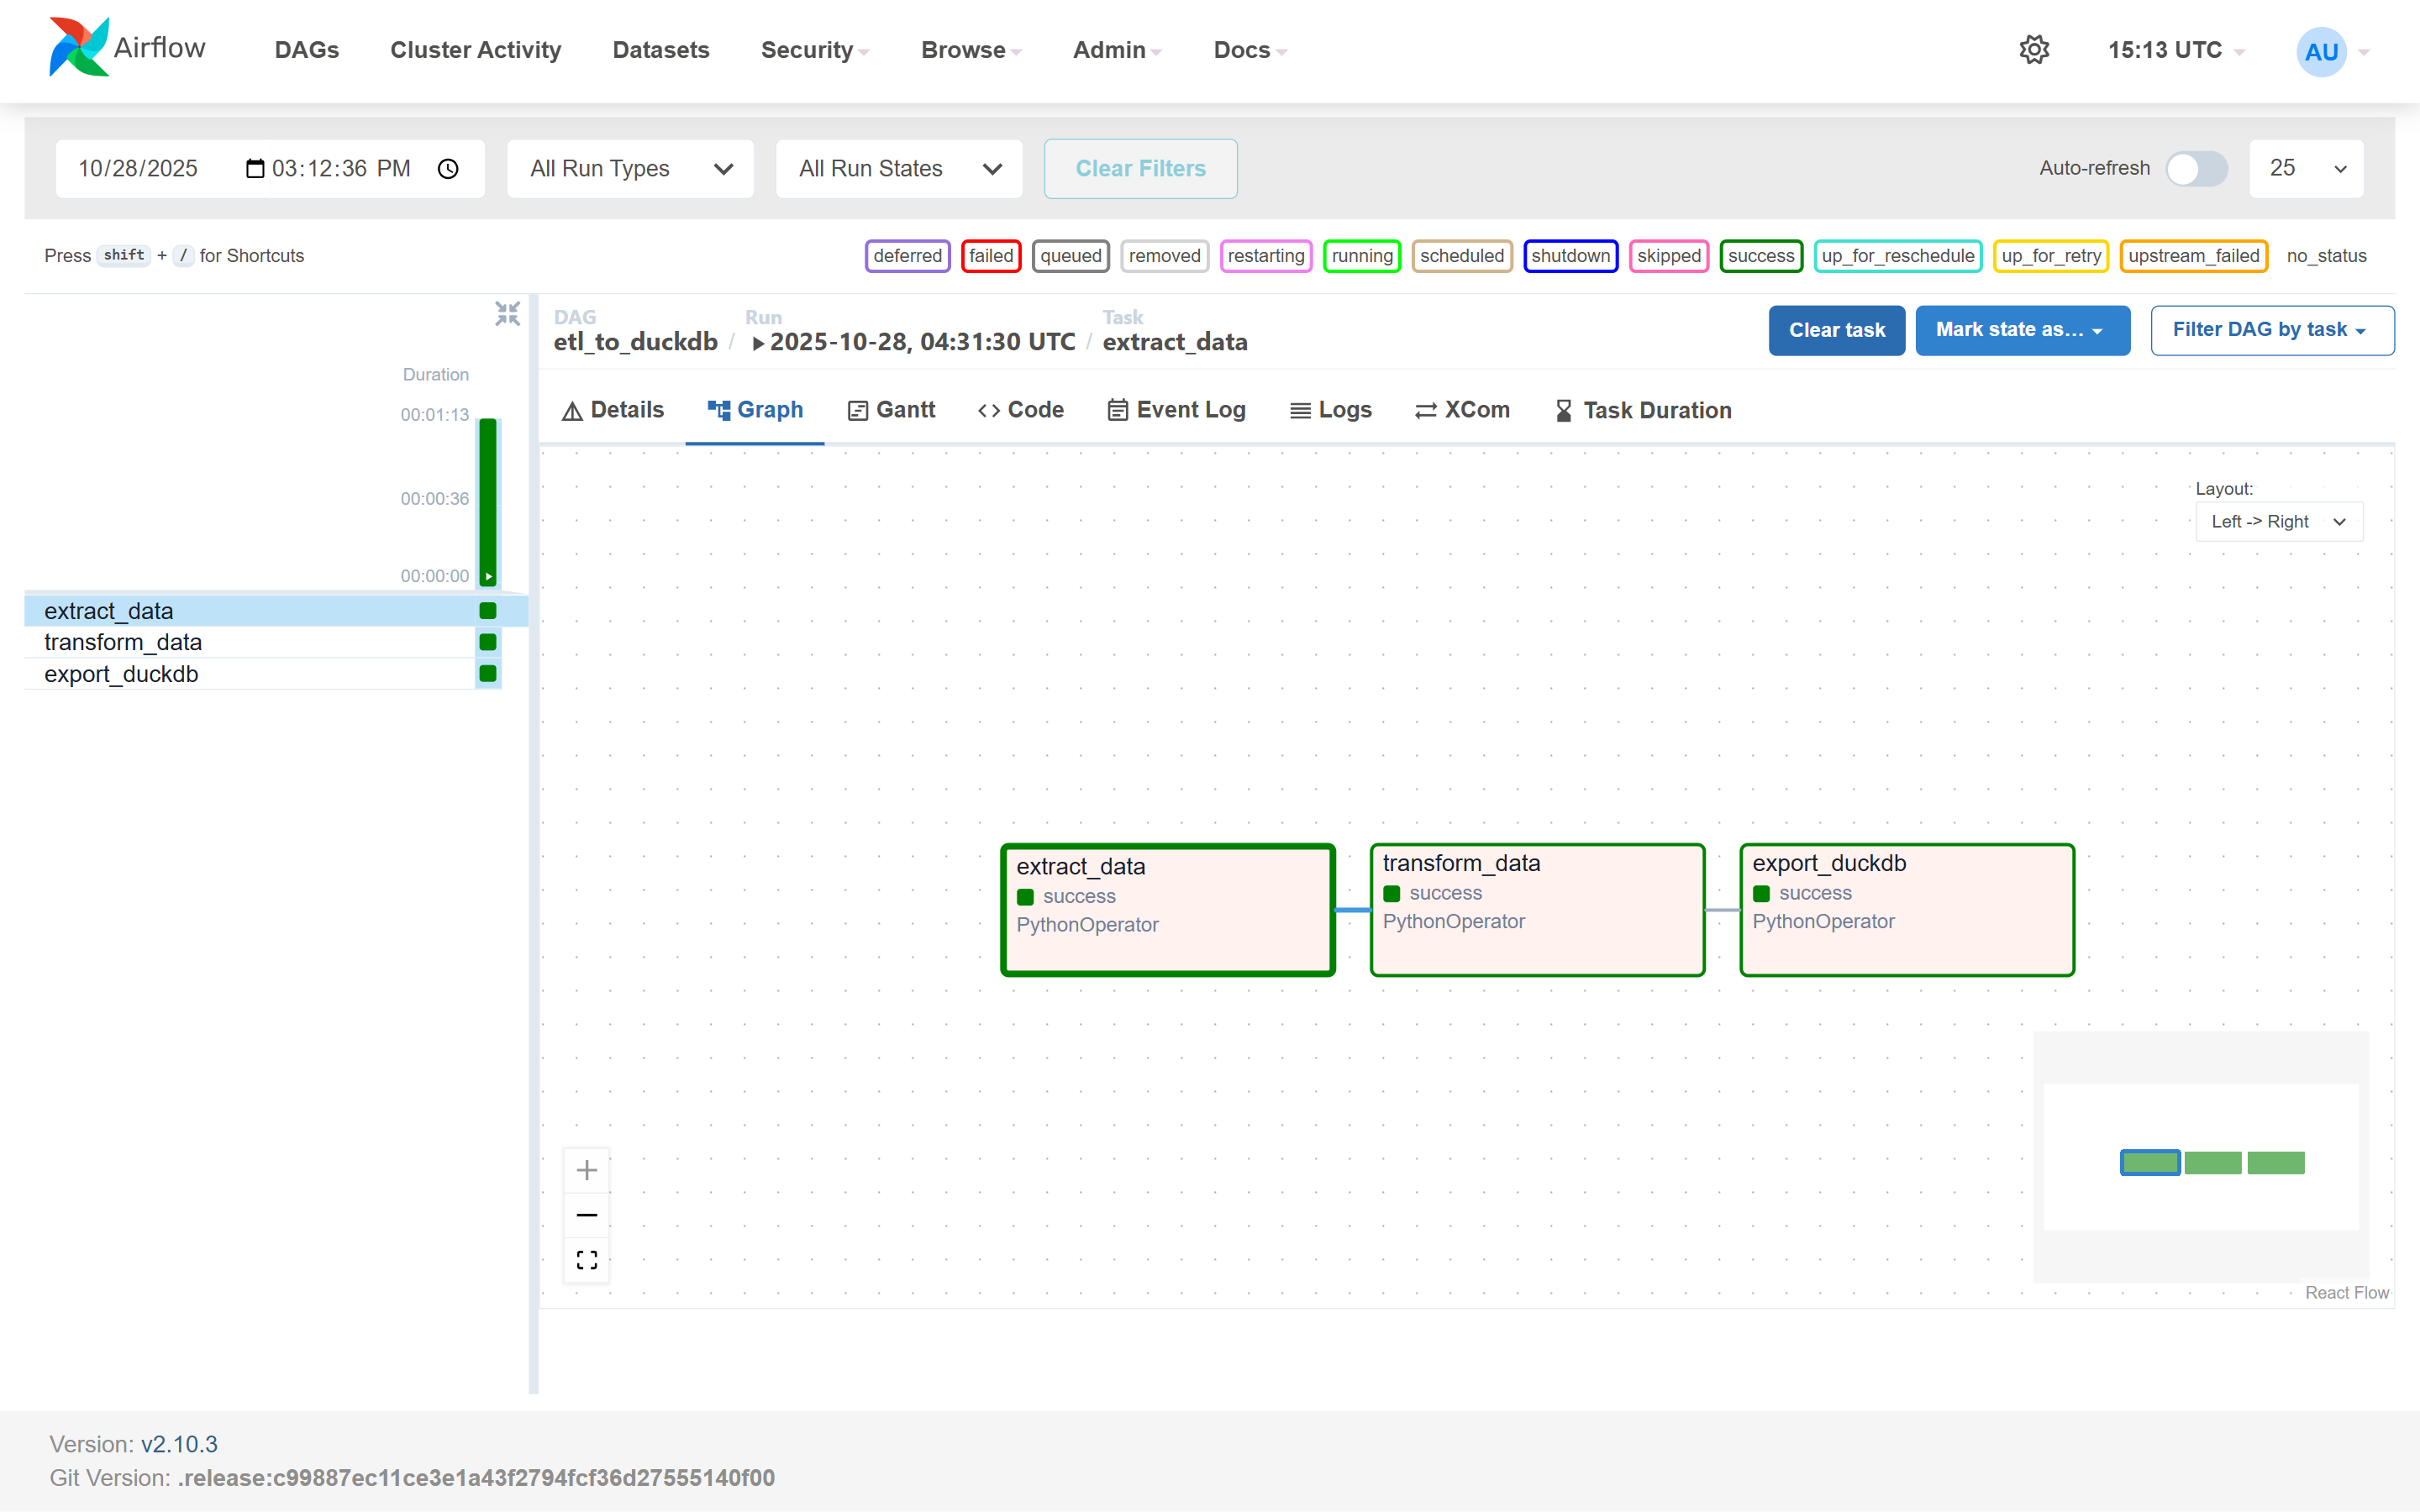 Airflow
DAGs Cluster Activity Datasets Security Browse Admin Docs 15:13 UTC AU
10/28/2025 03:12:36 PM All Run Types All Run States Clear Filters Auto-refresh 25
Press shift + / for Shortcuts deferred failed queued removed restarting running scheduled shutdown skipped success up_for_reschedule up_for_retry upstream_failed no_status
DAG Run Task
etl_to_duckdb / 2025-10-28, 04:31:30 UTC / extract_data Clear task Mark state as... Filter DAG by task
Duration
00:01:13
00:00:36
00:00:00
extract_data
transform_data
export_duckdb
Details Graph Gantt Code Event Log Logs XCom Task Duration
Layout:
Left -> Right
extract_data
success
PythonOperator
transform_data
success
PythonOperator
export_duckdb
success
PythonOperator
React Flow
Version: v2.10.3
Git Version: .release:c99887ec11ce3e1a43f2794fcf36d27555140f00